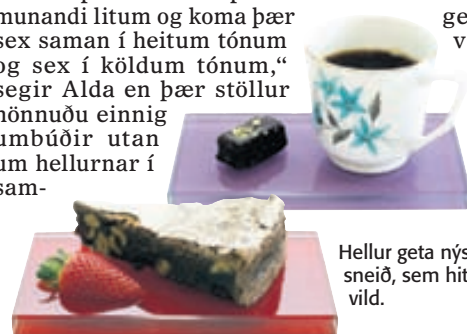 munandi litum og koma þær
sex saman í heitum tónum
og sex í köldum tónum,“
segir Alda en þær stöllur
hönnuðu einnig
umbúðir utan
um hellurnar í
sam-
ge
v
Hellur geta nýs
sneið, sem hit
vild.